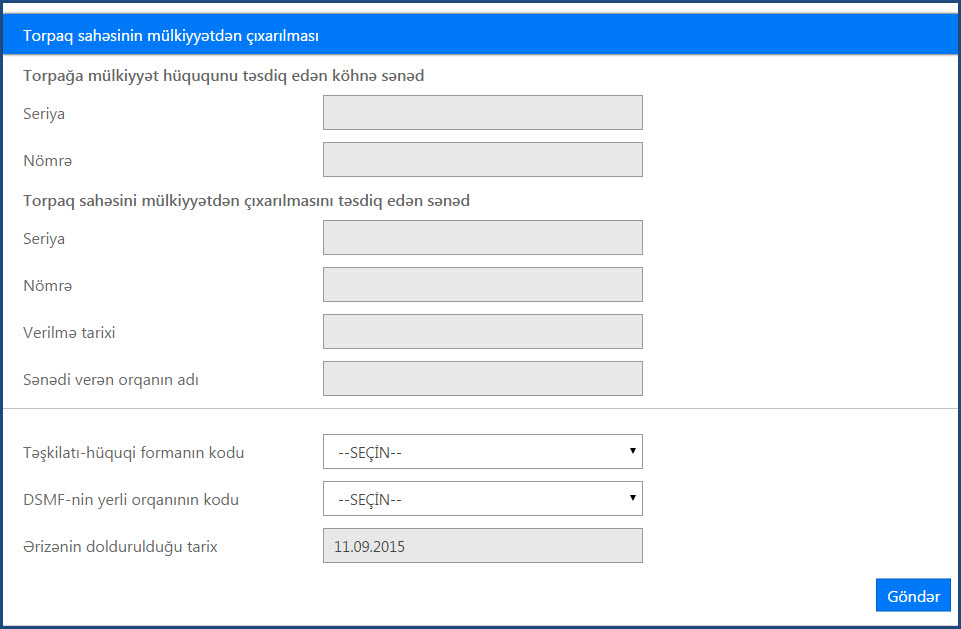 Torpaq sahəsinin mülkiyyətdən çıxarılması
Torpağa mülkiyyət hüququnu təsdiq edən köhnə sənəd
Seriya
Nömrə
Torpaq sahəsini mülkiyyətdən çıxarılmasını təsdiq edən sənəd
Seriya
Nömrə
Verilmə tarixi
Sənədi verən orqanın adı
Təşkilatı-hüquqi formanın kodu --SEÇİN--
DSMF-nin yerli orqanının kodu --SEÇİN--
Ərizənin doldurulduğu tarix 11.09.2015
Göndər